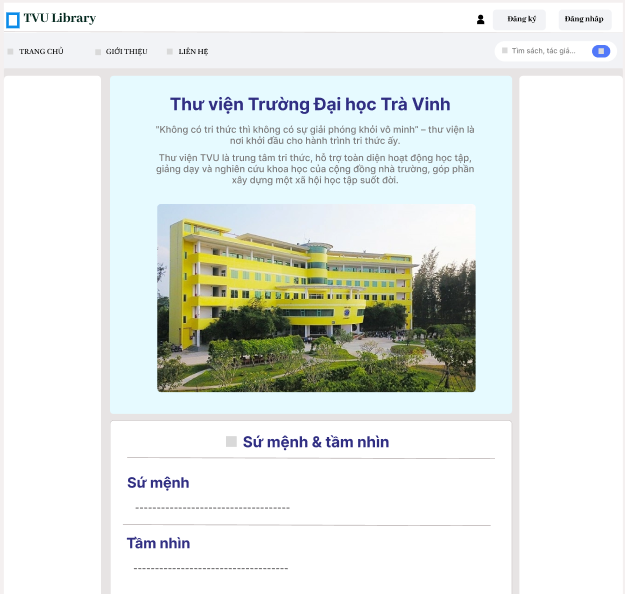 TVU Library
Đăng ký
Đăng nhập
TRANG CHỦ
GIỚI THIỆU
LIÊN HỆ
Tìm sách, tác giả...
Thư viện Trường Đại học Trà Vinh
"Không có tri thức thì không có sự giải phóng khỏi vô minh" – thư viện là
nơi khởi đầu cho hành trình tri thức ấy.
Thư viện TVU là trung tâm tri thức, hỗ trợ toàn diện hoạt động học tập,
giảng dạy và nghiên cứu khoa học của cộng đồng nhà trường, góp phần
xây dựng một xã hội học tập suốt đời.
Sứ mệnh & tầm nhìn
Sứ mệnh
------------------------------------
Tầm nhìn
------------------------------------